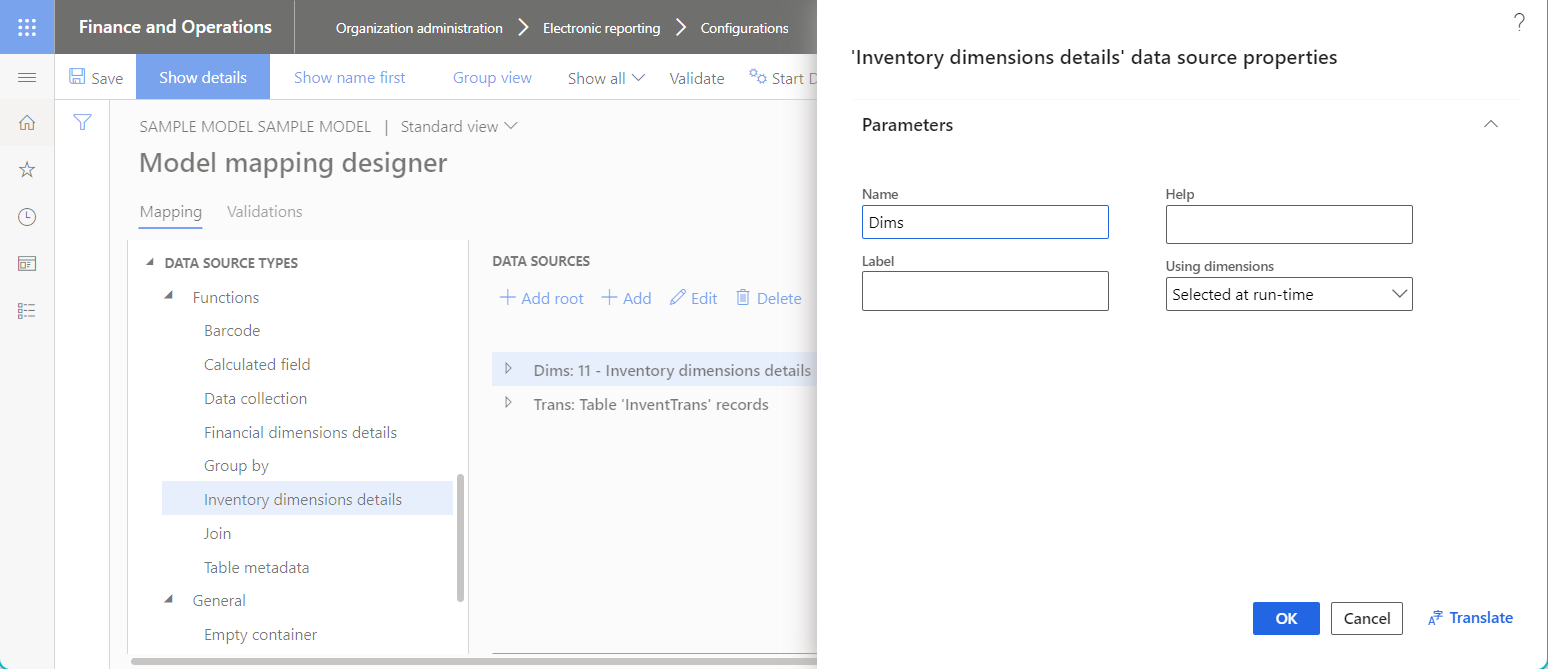 Finance and Operations
Organization administration
Electronic reporting
Configurations
Save
Show details
Show name first
Group view
Show all
Validate
Start D
SAMPLE MODEL SAMPLE MODEL | Standard view
Model mapping designer
Mapping
Validations
DATA SOURCE TYPES
Functions
Barcode
Calculated field
Data collection
Financial dimensions details
Group by
Inventory dimensions details
Join
Table metadata
General
Empty container
DATA SOURCES
Add root
Add
Edit
Delete
Dims: 11 - Inventory dimensions details
Trans: Table 'InventTrans' records
?
'Inventory dimensions details' data source properties
Parameters
Name
Dims
Label
Help
Using dimensions
Selected at run-time
OK
Cancel
Translate